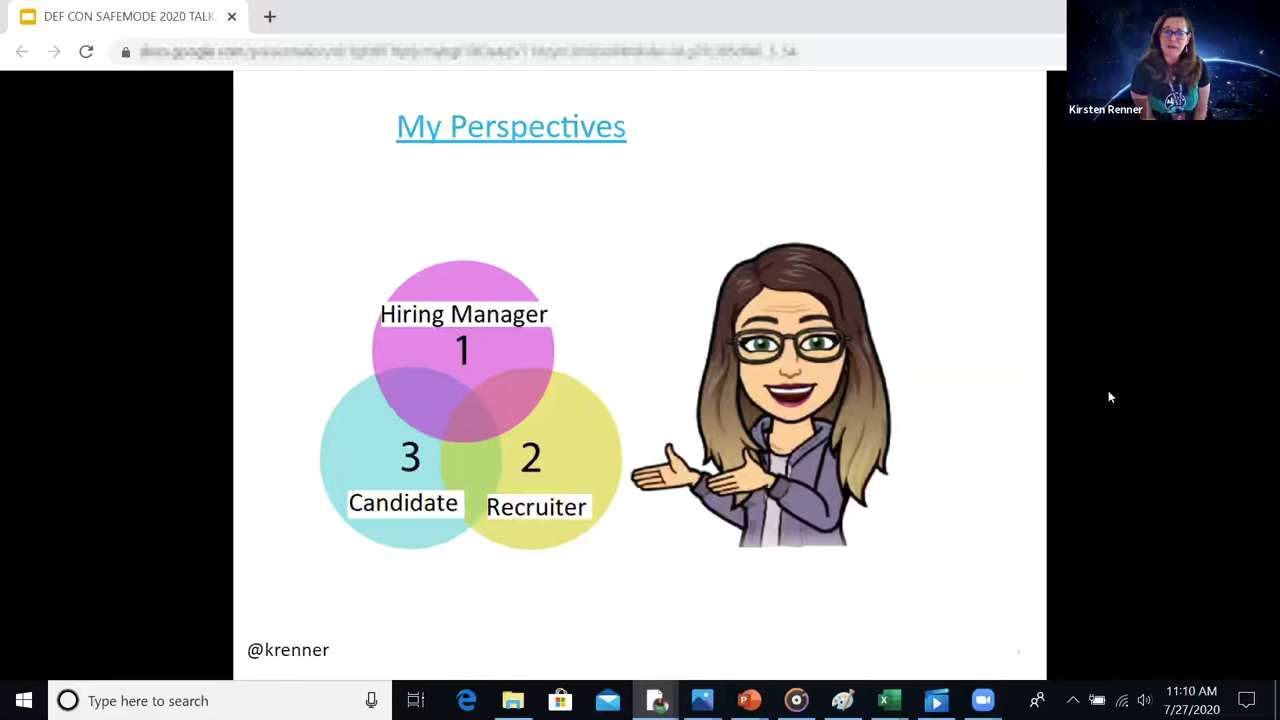 DEF CON SAFEMODE 2020 TALK
Kirsten Renner
My Perspectives
Hiring Manager
1
3
2
Candidate
Recruiter
@krenner
3
Type here to search
11:10 AM
7/27/2020